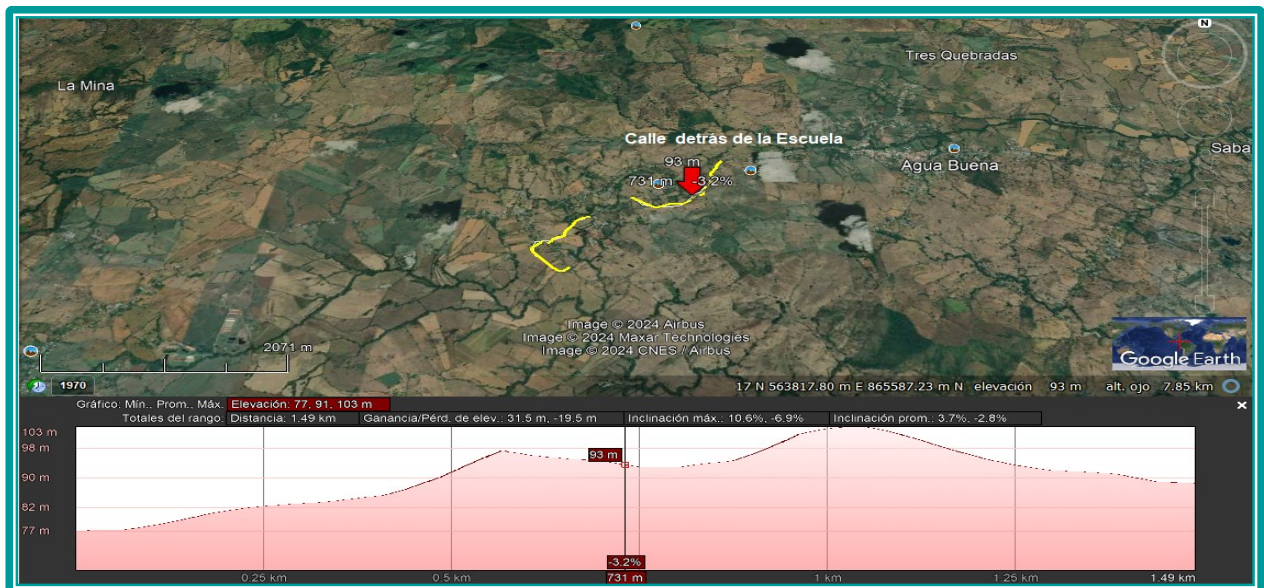 N
Tres Quebradas
La Mina
Calle detrás de la Escuela
93 m
731 m -3.2%
Agua Buena
Saba
Image © 2024 Airbus
Image © 2024 Maxar Technologies
Image © 2024 CNES / Airbus
2071 m
Google Earth
1970
17 N 563817.80 m E 865587.23 m N elevación 93 m alt. ojo 7.85 km
Gráfico: Mín., Prom., Máx. Elevación: 77, 91, 103 m
Totales del rango: Distancia: 1.49 km Ganancia/Pérd. de elev.: 31.5 m, -19.5 m Inclinación máx.: 10.6%, -6.9% Inclinación prom.: 3.7%, -2.8%
103 m
98 m
93 m
90 m
82 m
77 m
-3.2%
0.25 km 0.5 km 731 m 1 km 1.25 km 1.49 km